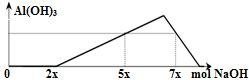 Al(OH)₃
0 2x 5x 7x mol NaOH